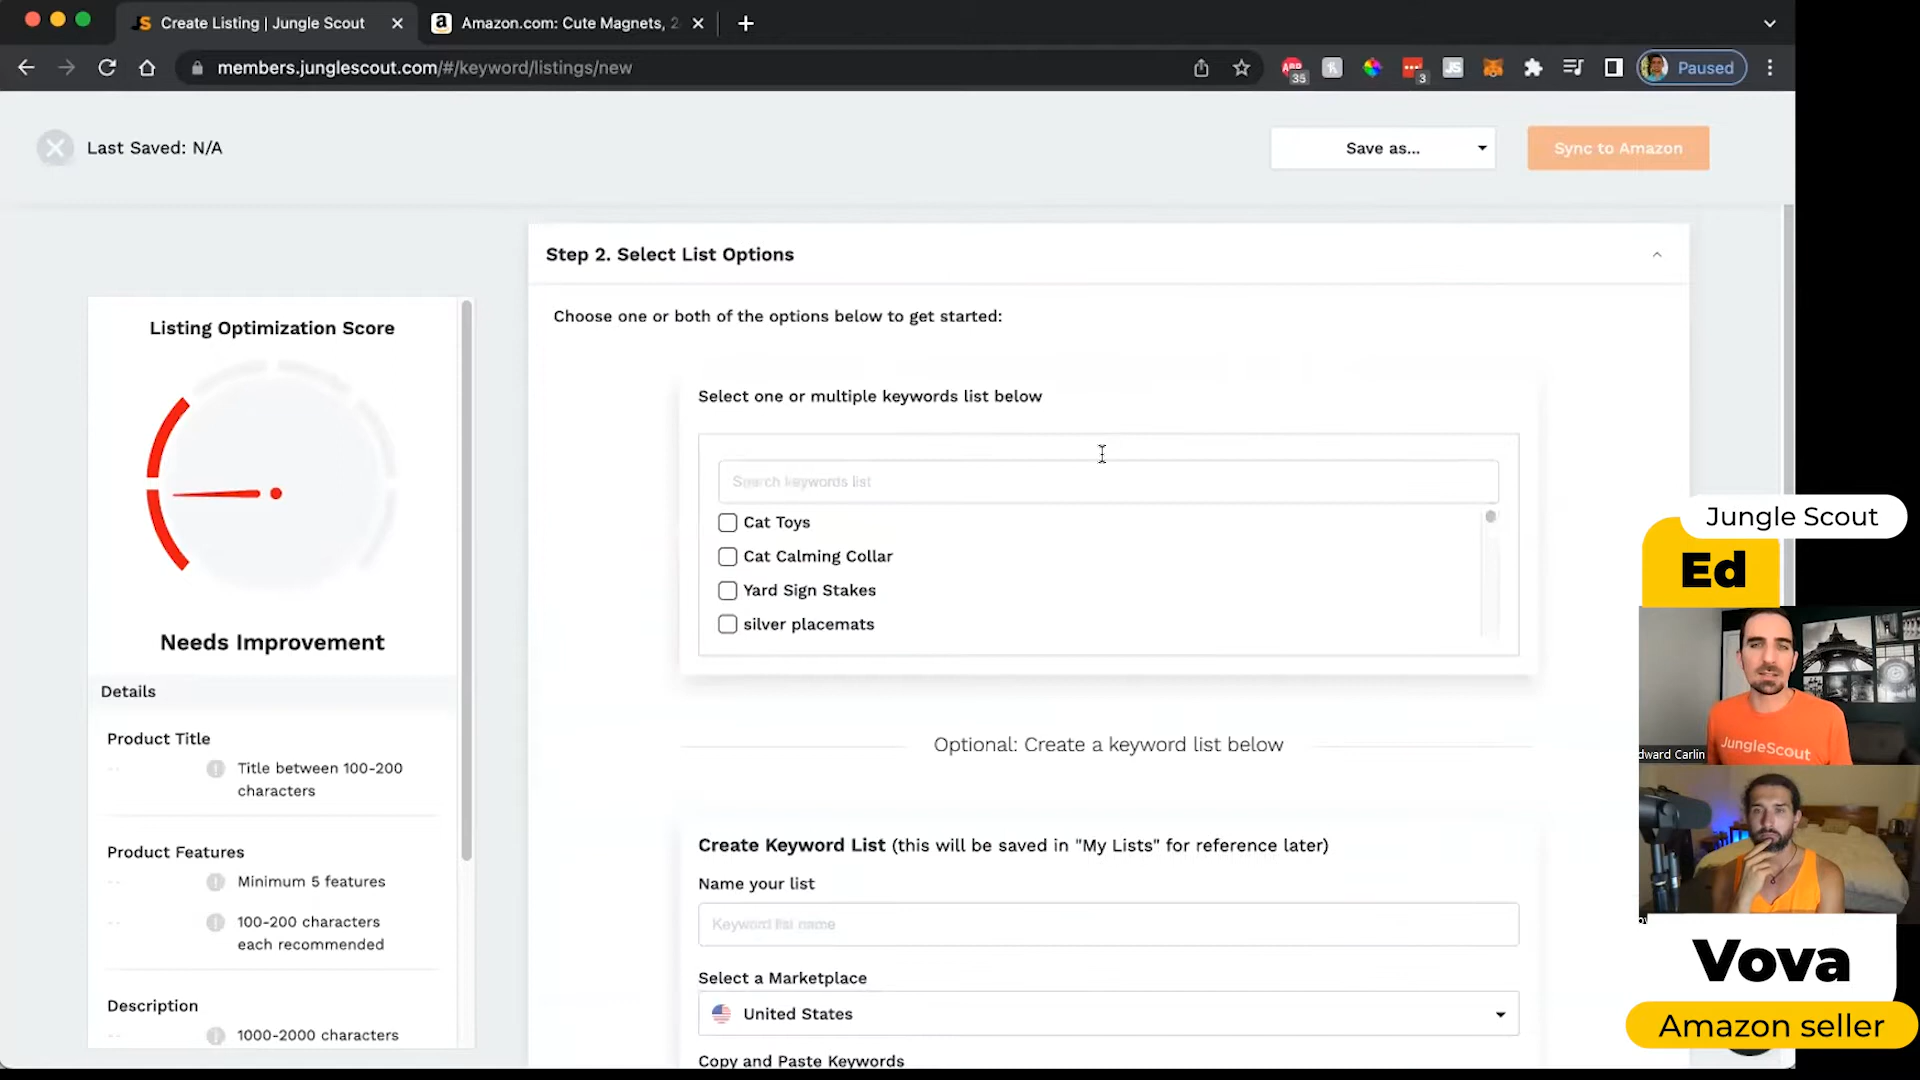 Create Listing | Jungle Scout
Amazon.com: Cute Magnets, 2
members.junglescout.com/#/keyword/listings/new
35
3
Paused
Last Saved: N/A
Save as...
Sync to Amazon
Step 2. Select List Options
Choose one or both of the options below to get started:
Select one or multiple keywords list below
Search keywords list
Cat Toys
Cat Calming Collar
Yard Sign Stakes
silver placemats
Optional: Create a keyword list below
Create Keyword List (this will be saved in "My Lists" for reference later)
Name your list
Keyword list name
Select a Marketplace
United States
Copy and Paste Keywords
Listing Optimization Score
Needs Improvement
Details
Product Title
-- Title between 100-200
characters
Product Features
-- Minimum 5 features
-- 100-200 characters
each recommended
Description
-- 1000-2000 characters
Jungle Scout
Ed
JungleScout
dward Carlin
Vova
Amazon seller